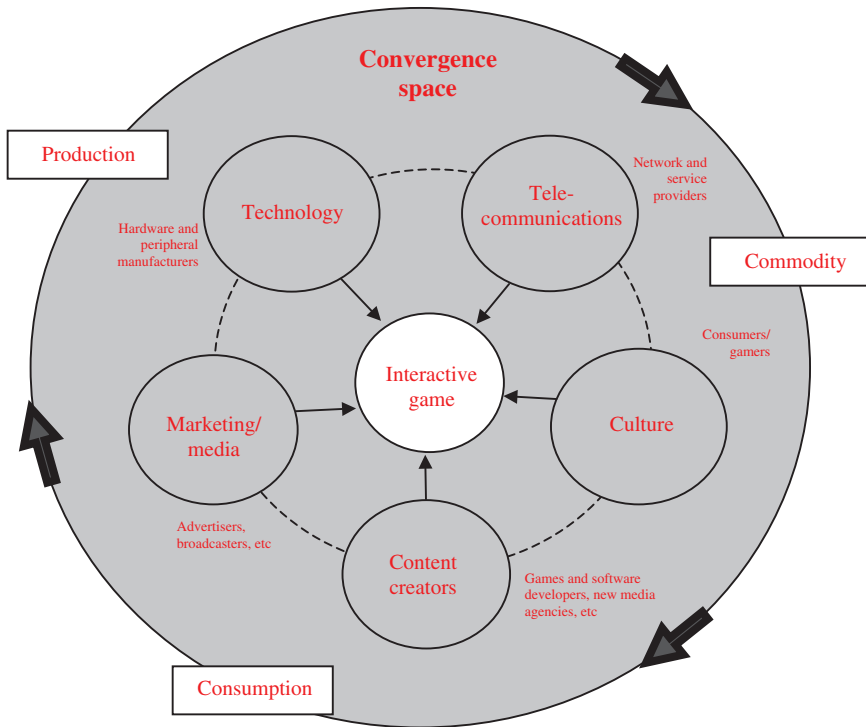 Convergence
space
Production
Technology
Tele-
communications
Network and
service
providers
Hardware and
peripheral
manufacturers
Commodity
Consumers/
gamers
Interactive
game
Marketing/
media
Culture
Advertisers,
broadcasters, etc
Content
creators
Games and software
developers, new media
agencies, etc
Consumption